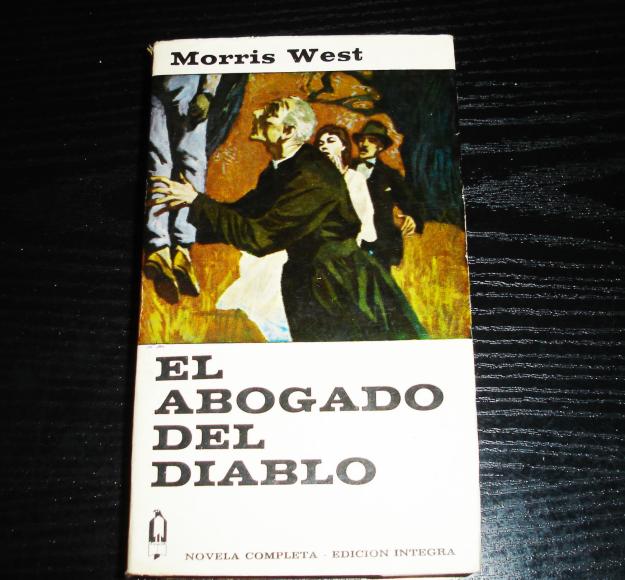 Morris West
EL
ABOGADO
DEL
DIABLO
NOVELA COMPLETA - EDICION INTEGRA